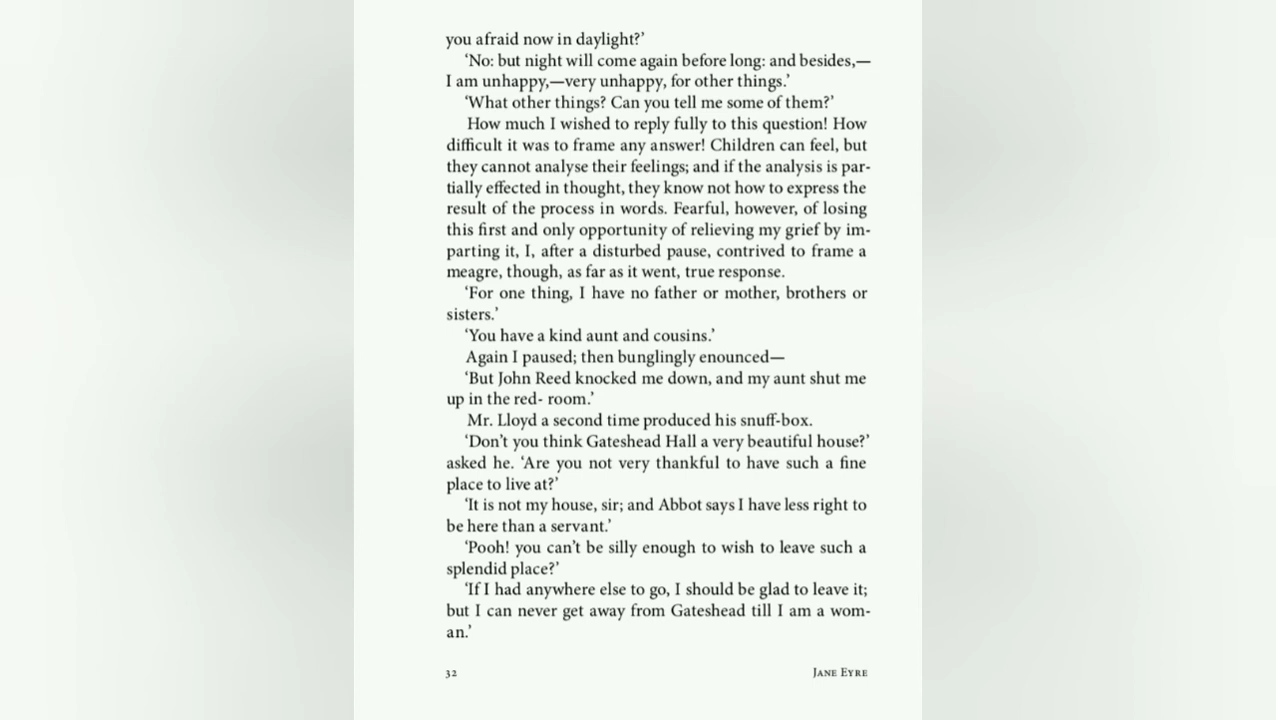 you afraid now in daylight?’
‘No: but night will come again before long: and besides,—
I am unhappy,—very unhappy, for other things.’
‘What other things? Can you tell me some of them?’
How much I wished to reply fully to this question! How
difficult it was to frame any answer! Children can feel, but
they cannot analyse their feelings; and if the analysis is par-
tially effected in thought, they know not how to express the
result of the process in words. Fearful, however, of losing
this first and only opportunity of relieving my grief by im-
parting it, I, after a disturbed pause, contrived to frame a
meagre, though, as far as it went, true response.
‘For one thing, I have no father or mother, brothers or
sisters.’
‘You have a kind aunt and cousins.’
Again I paused; then bunglingly enounced—
‘But John Reed knocked me down, and my aunt shut me
up in the red- room.’
Mr. Lloyd a second time produced his snuff-box.
‘Don’t you think Gateshead Hall a very beautiful house?’
asked he. ‘Are you not very thankful to have such a fine
place to live at?’
‘It is not my house, sir; and Abbot says I have less right to
be here than a servant.’
‘Pooh! you can’t be silly enough to wish to leave such a
splendid place?’
‘If I had anywhere else to go, I should be glad to leave it;
but I can never get away from Gateshead till I am a wom-
an.’
32 Jane Eyre